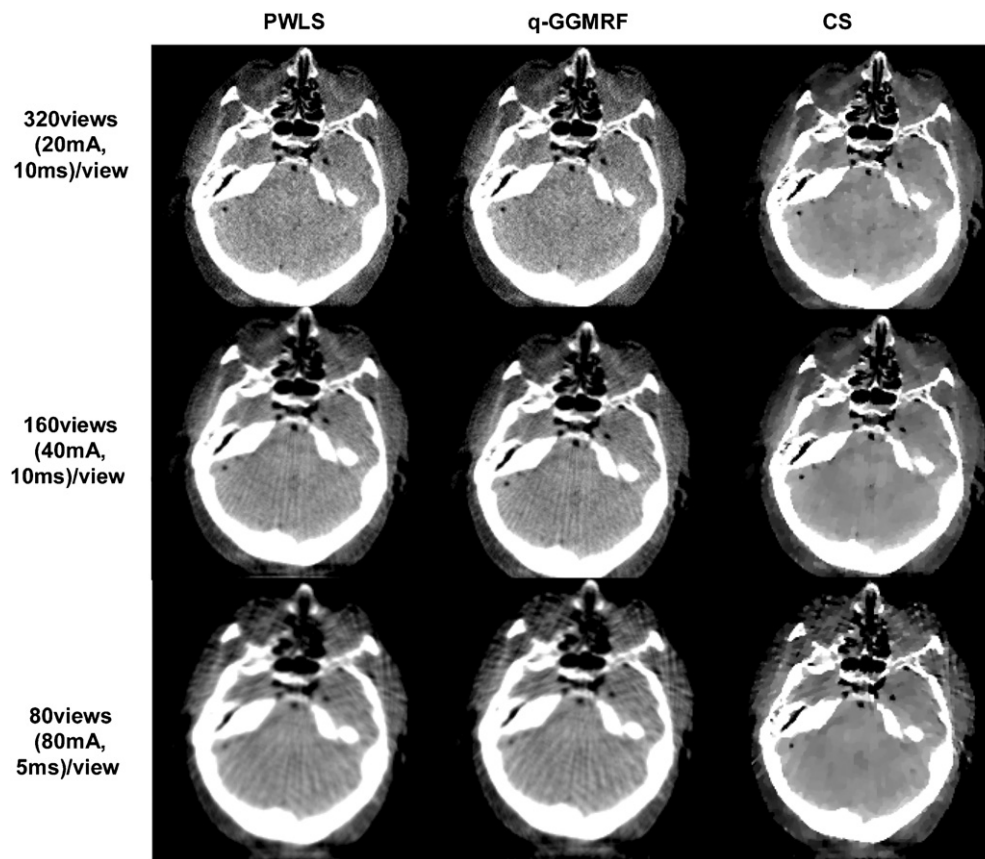 PWLS q-GGMRF CS
320views
(20mA,
10ms)/view
160views
(40mA,
10ms)/view
80views
(80mA,
5ms)/view